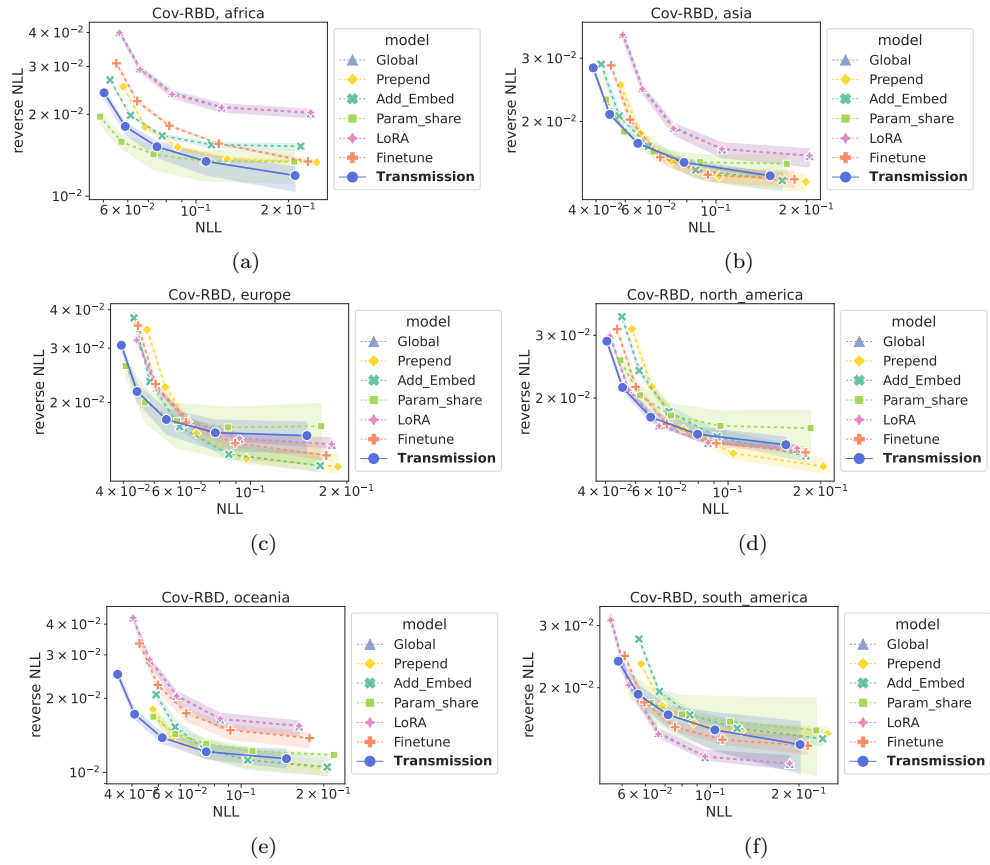 Cov-RBD, africa
reverse NLL
4 × 10⁻²
3 × 10⁻²
2 × 10⁻²
10⁻²
6 × 10⁻²
10⁻¹
2 × 10⁻¹
NLL
model
Global
Prepend
Add_Embed
Param_share
LoRA
Finetune
Transmission
(a)
Cov-RBD, asia
reverse NLL
3 × 10⁻²
2 × 10⁻²
4 × 10⁻²
6 × 10⁻²
10⁻¹
2 × 10⁻¹
NLL
model
Global
Prepend
Add_Embed
Param_share
LoRA
Finetune
Transmission
(b)
Cov-RBD, europe
reverse NLL
4 × 10⁻²
3 × 10⁻²
2 × 10⁻²
4 × 10⁻²
6 × 10⁻²
10⁻¹
2 × 10⁻¹
NLL
model
Global
Prepend
Add_Embed
Param_share
LoRA
Finetune
Transmission
(c)
Cov-RBD, north_america
reverse NLL
3 × 10⁻²
2 × 10⁻²
4 × 10⁻²
6 × 10⁻²
10⁻¹
2 × 10⁻¹
NLL
model
Global
Prepend
Add_Embed
Param_share
LoRA
Finetune
Transmission
(d)
Cov-RBD, oceania
reverse NLL
4 × 10⁻²
3 × 10⁻²
2 × 10⁻²
10⁻²
4 × 10⁻²
6 × 10⁻²
10⁻¹
2 × 10⁻¹
NLL
model
Global
Prepend
Add_Embed
Param_share
LoRA
Finetune
Transmission
(e)
Cov-RBD, south_america
reverse NLL
3 × 10⁻²
2 × 10⁻²
6 × 10⁻²
10⁻¹
2 × 10⁻¹
NLL
model
Global
Prepend
Add_Embed
Param_share
LoRA
Finetune
Transmission
(f)